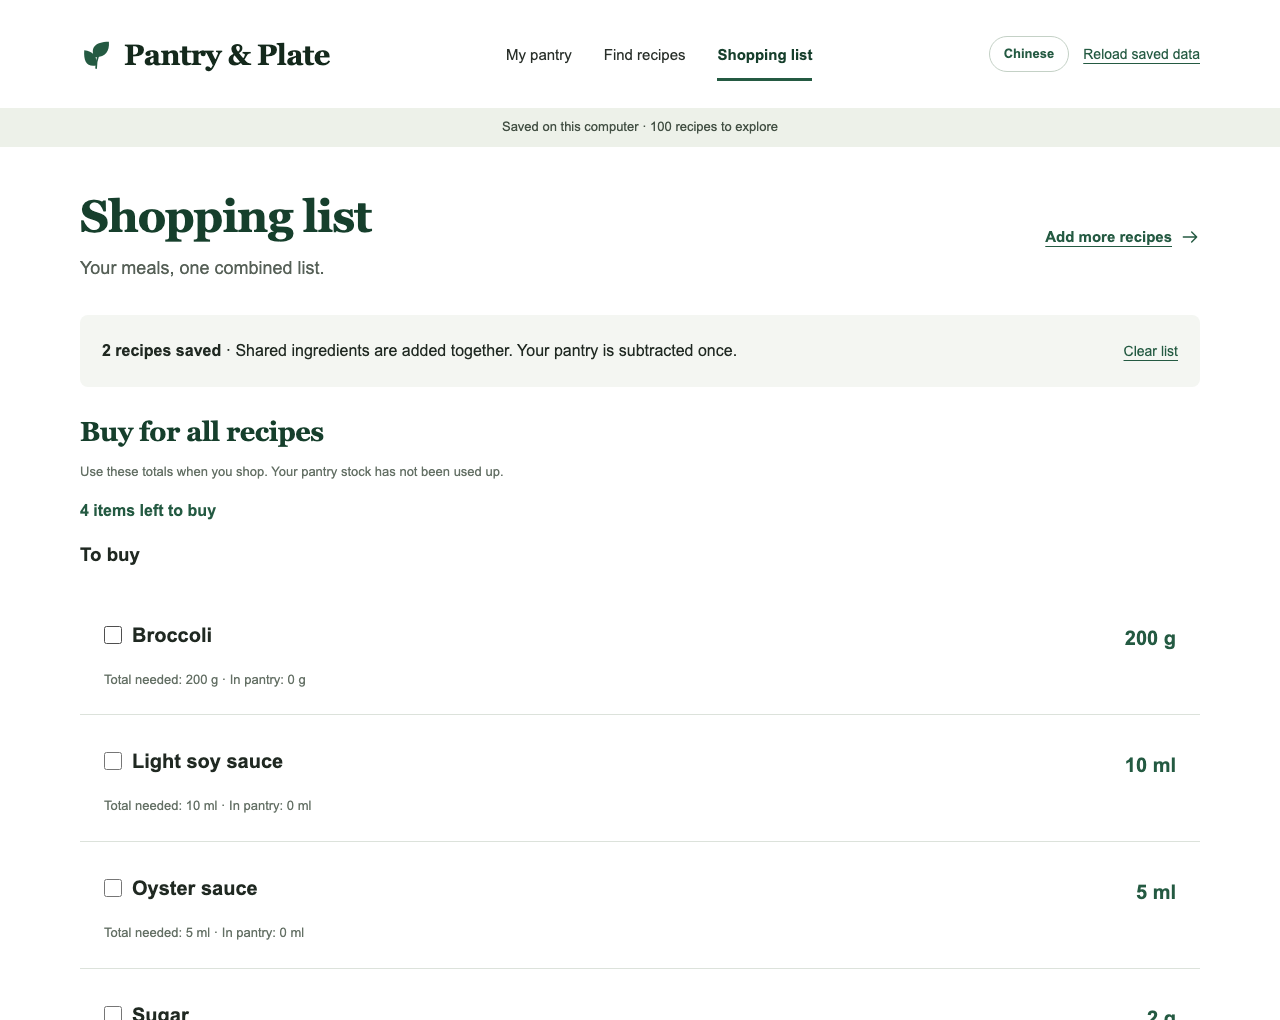 Pantry & Plate
My pantry
Find recipes
Shopping list
Chinese
Reload saved data
Saved on this computer · 100 recipes to explore
Shopping list
Your meals, one combined list.
Add more recipes →
2 recipes saved · Shared ingredients are added together. Your pantry is subtracted once.
Clear list
Buy for all recipes
Use these totals when you shop. Your pantry stock has not been used up.
4 items left to buy
To buy
Broccoli
200 g
Total needed: 200 g · In pantry: 0 g
Light soy sauce
10 ml
Total needed: 10 ml · In pantry: 0 ml
Oyster sauce
5 ml
Total needed: 5 ml · In pantry: 0 ml
Sugar
2 g